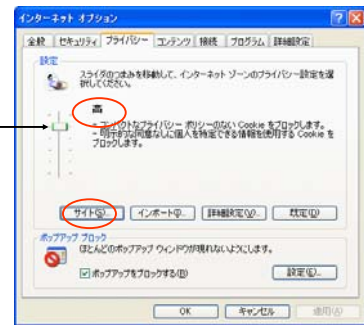 インターネット オプション
全般 セキュリティ プライバシー コンテンツ 接続 プログラム 詳細設定
設定
スライダのつまみを移動して、インターネット ゾーンのプライバシー設定を選
択してください。
高
- コンパクトなプライバシー ポリシーのない Cookie をブロックします。
- 明示的な同意なしに個人を特定できる情報を使用する Cookie を
ブロックします。
サイト(S)... インポート(I)... 詳細設定(V)... 既定(D)
ポップアップ ブロック
ほとんどのポップアップ ウィンドウが現れないようにします。
ポップアップをブロックする(B) 設定(E)...
OK キャンセル 適用(A)